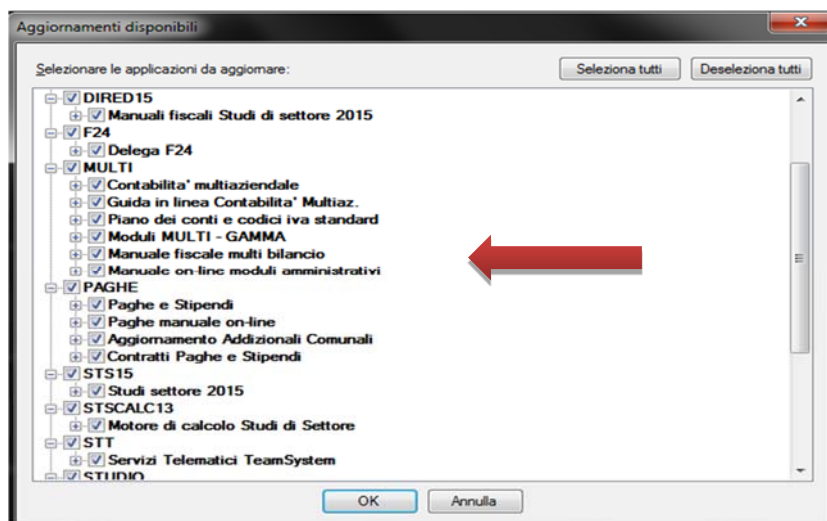 Aggiornamenti disponibili
Selezionare le applicazioni da aggiornare:
Seleziona tutti
Deseleziona tutti
DIRED15
Manuali fiscali Studi di settore 2015
F24
Delega F24
MULTI
Contabilita' multiaziendale
Guida in linea Contabilita' Multiaz.
Piano dei conti e codici iva standard
Moduli MULTI - GAMMA
Manuale fiscale multi bilancio
Manuale on-line moduli amministrativi
PAGHE
Paghe e Stipendi
Paghe manuale on-line
Aggiornamento Addizionali Comunali
Contratti Paghe e Stipendi
STS15
Studi settore 2015
STSCALC13
Motore di calcolo Studi di Settore
STT
Servizi Telematici TeamSystem
STUDIO
OK
Annulla